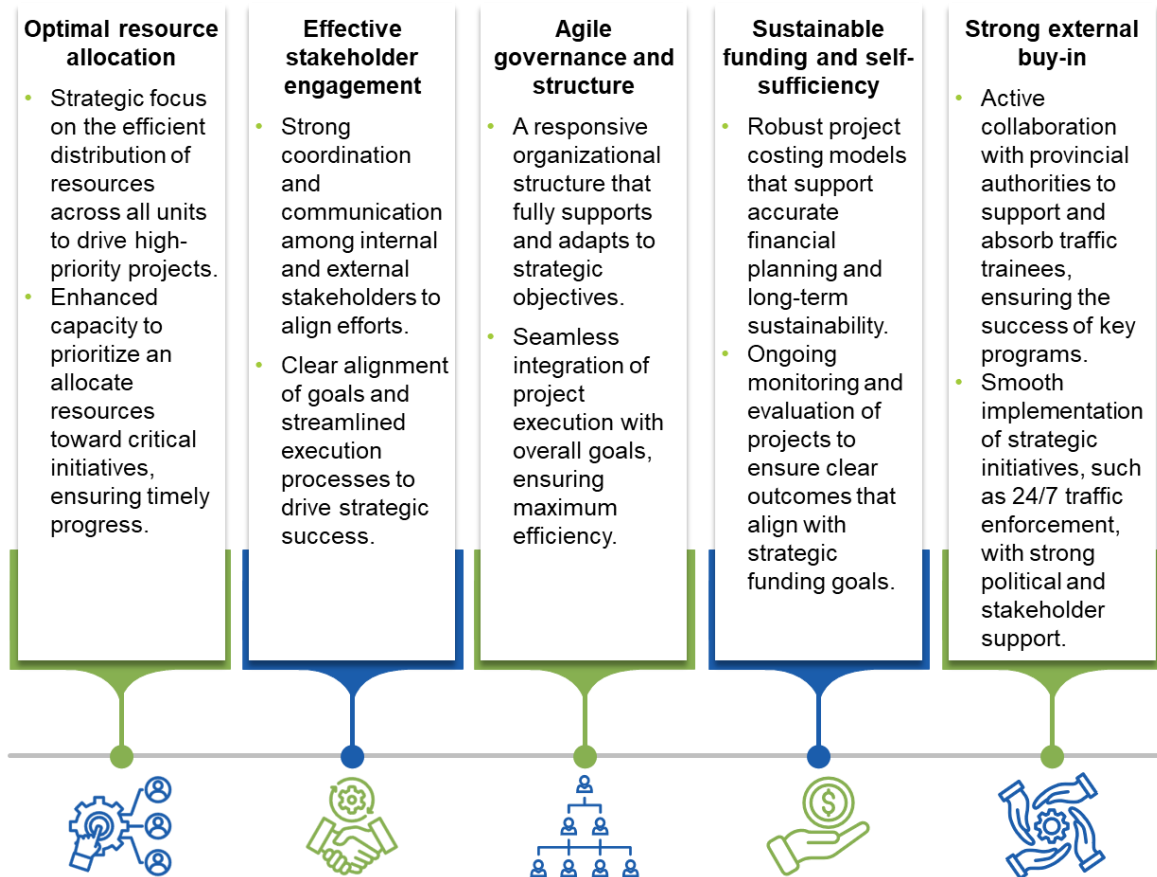 Optimal resource
allocation
• Strategic focus
on the efficient
distribution of
resources
across all units
to drive high-
priority projects.
• Enhanced
capacity to
prioritize an
allocate
resources
toward critical
initiatives,
ensuring timely
progress.
Effective
stakeholder
engagement
• Strong
coordination
and
communication
among internal
and external
stakeholders to
align efforts.
• Clear alignment
of goals and
streamlined
execution
processes to
drive strategic
success.
Agile
governance and
structure
• A responsive
organizational
structure that
fully supports
and adapts to
strategic
objectives.
• Seamless
integration of
project
execution with
overall goals,
ensuring
maximum
efficiency.
Sustainable
funding and self-
sufficiency
• Robust project
costing models
that support
accurate
financial
planning and
long-term
sustainability.
• Ongoing
monitoring and
evaluation of
projects to
ensure clear
outcomes that
align with
strategic
funding goals.
Strong external
buy-in
• Active
collaboration
with provincial
authorities to
support and
absorb traffic
trainees,
ensuring the
success of key
programs.
• Smooth
implementation
of strategic
initiatives, such
as 24/7 traffic
enforcement,
with strong
political and
stakeholder
support.
$